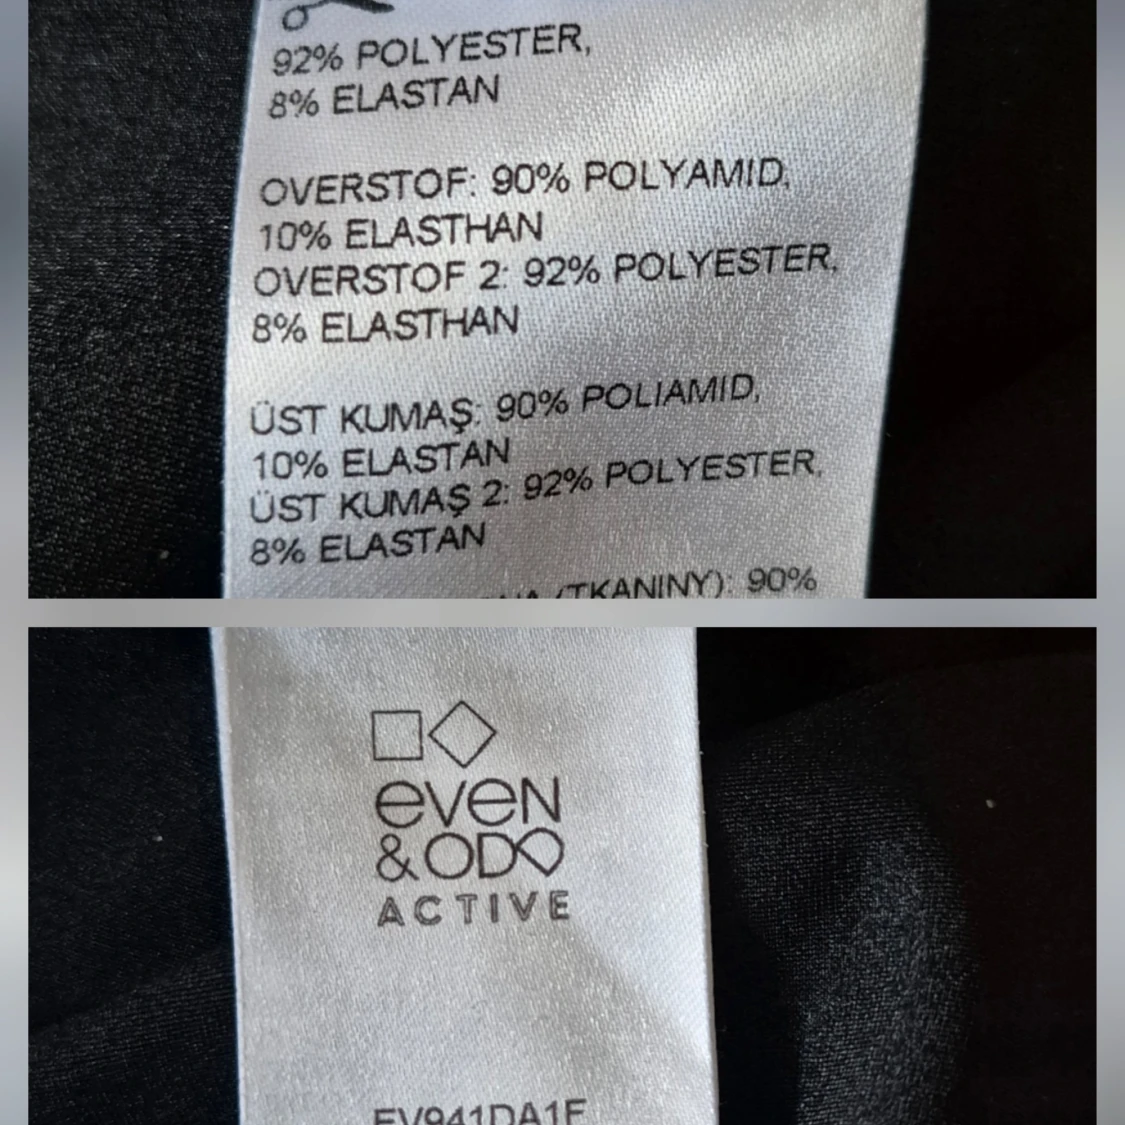 92% POLYESTER,
8% ELASTAN
OVERSTOF: 90% POLYAMID,
10% ELASTHAN
OVERSTOF 2: 92% POLYESTER,
8% ELASTHAN
ÜST KUMAŞ: 90% POLIAMID,
10% ELASTAN
ÜST KUMAŞ 2: 92% POLYESTER,
8% ELASTAN
(TKANINY): 90%
eveN
&ODD
ACTIVE
EV941DA1F